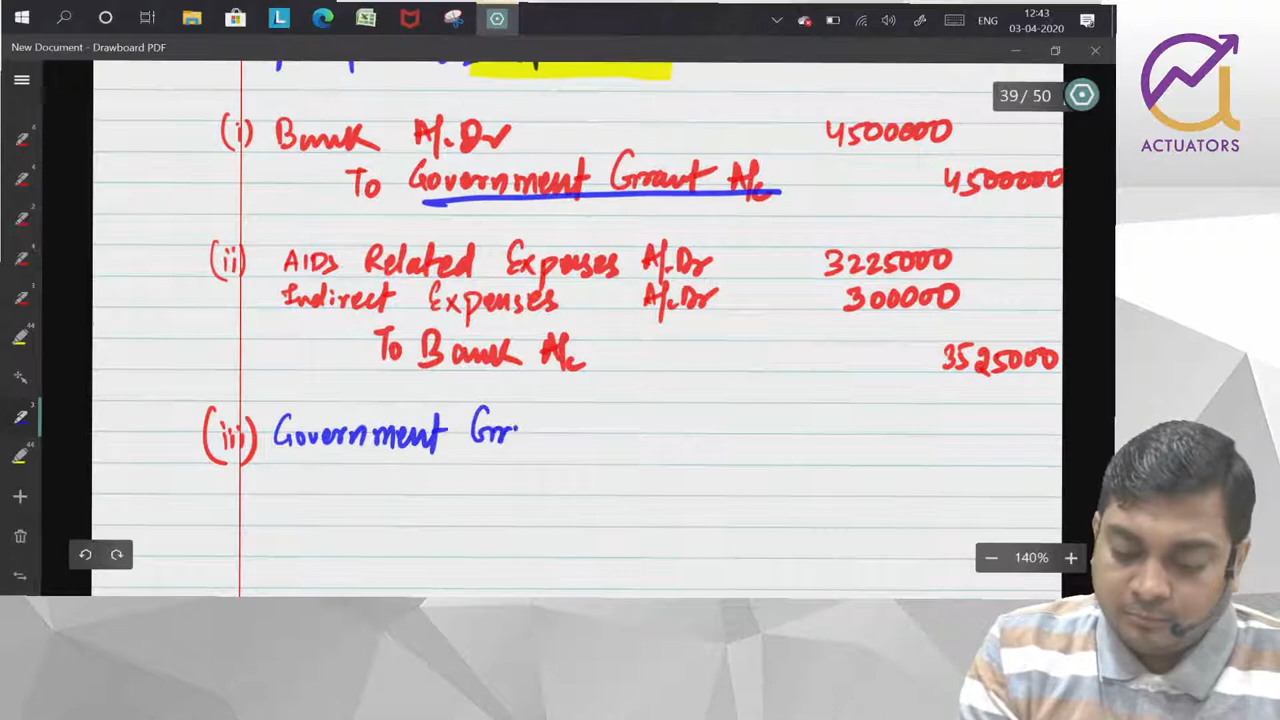 12:43
ENG
03-04-2020
New Document - Drawboard PDF
39 / 50
ACTUATORS
(i) Bank A/c. Dr 4500000
To Government Grant A/c 4500000
(ii) AIDs Related Expenses A/c. Dr 3225000
Indirect Expenses A/c Dr 300000
To Bank A/c 3525000
(iii) Government Gr
140%